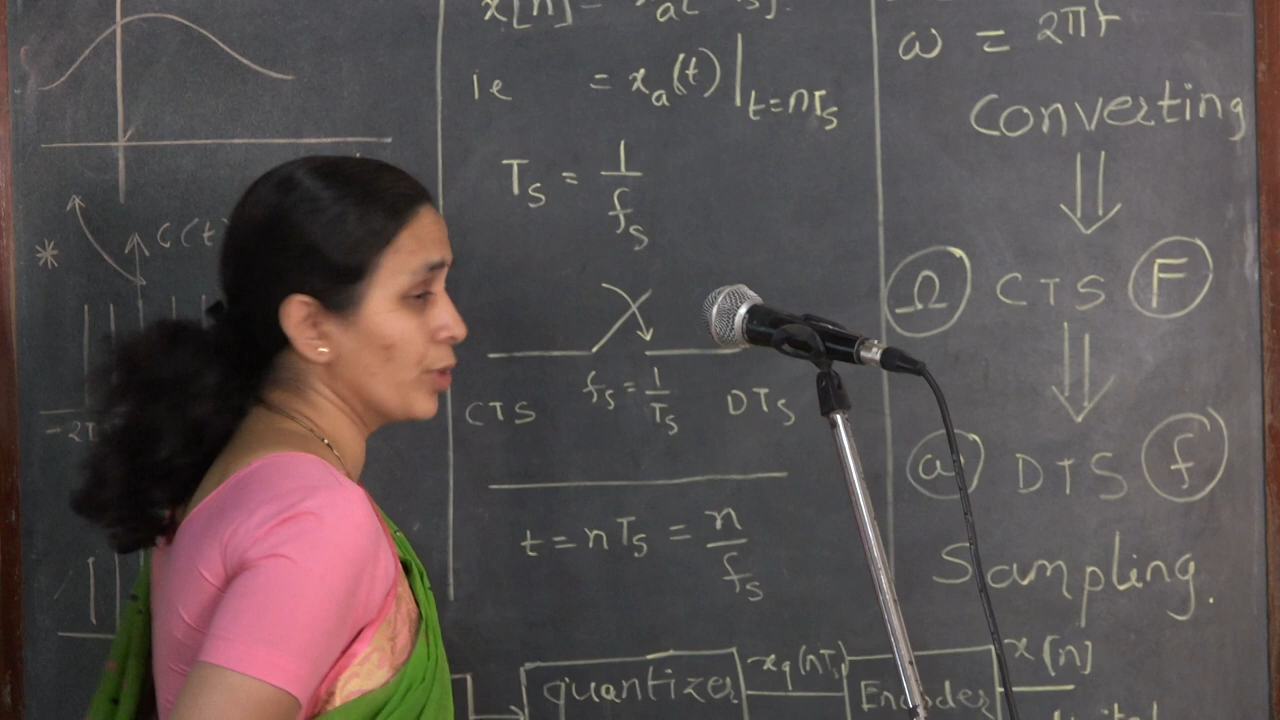 *
-2π
x[n] =
ie = xₐ(t) |t=nTs
Ts = 1/fs
fs = 1/Ts
CTS DTS
t = nTs = n/fs
quantizer
xq(nTs)
Encoder
x[n]
ω = 2πf
Converting
Ω CTS F
a DTS f
Sampling.